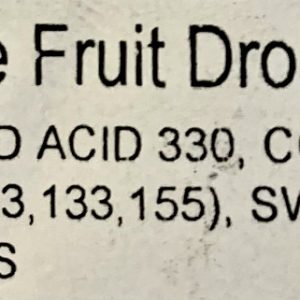 e Fruit Dro
D ACID 330, C
3,133,155), SW
S